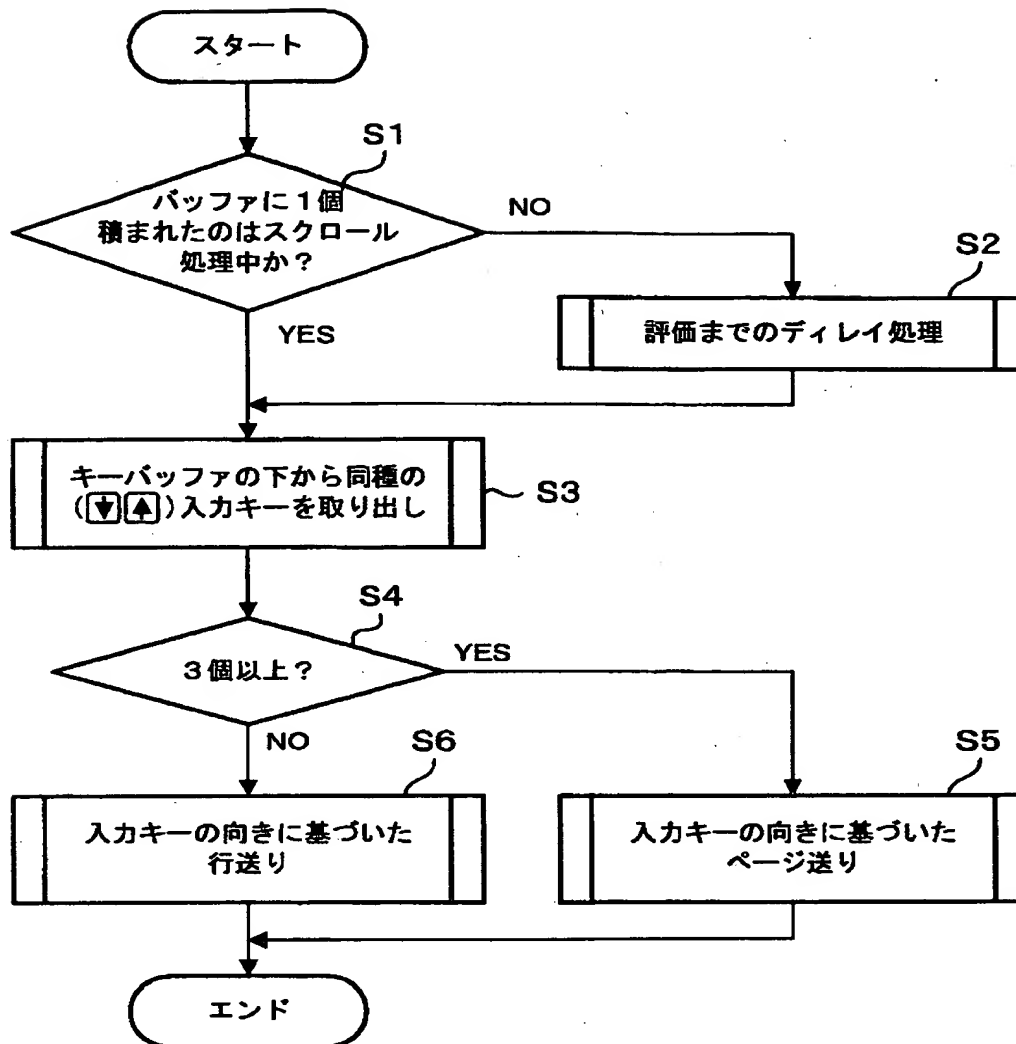 スタート
S1
バッファに1個
積まれたのはスクロール
処理中か？
NO
S2
評価までのディレイ処理
YES
キーバッファの下から同種の
(▼▲)入力キーを取り出し
S3
S4
3個以上？
YES
NO
S6
入力キーの向きに基づいた
行送り
S5
入力キーの向きに基づいた
ページ送り
エンド